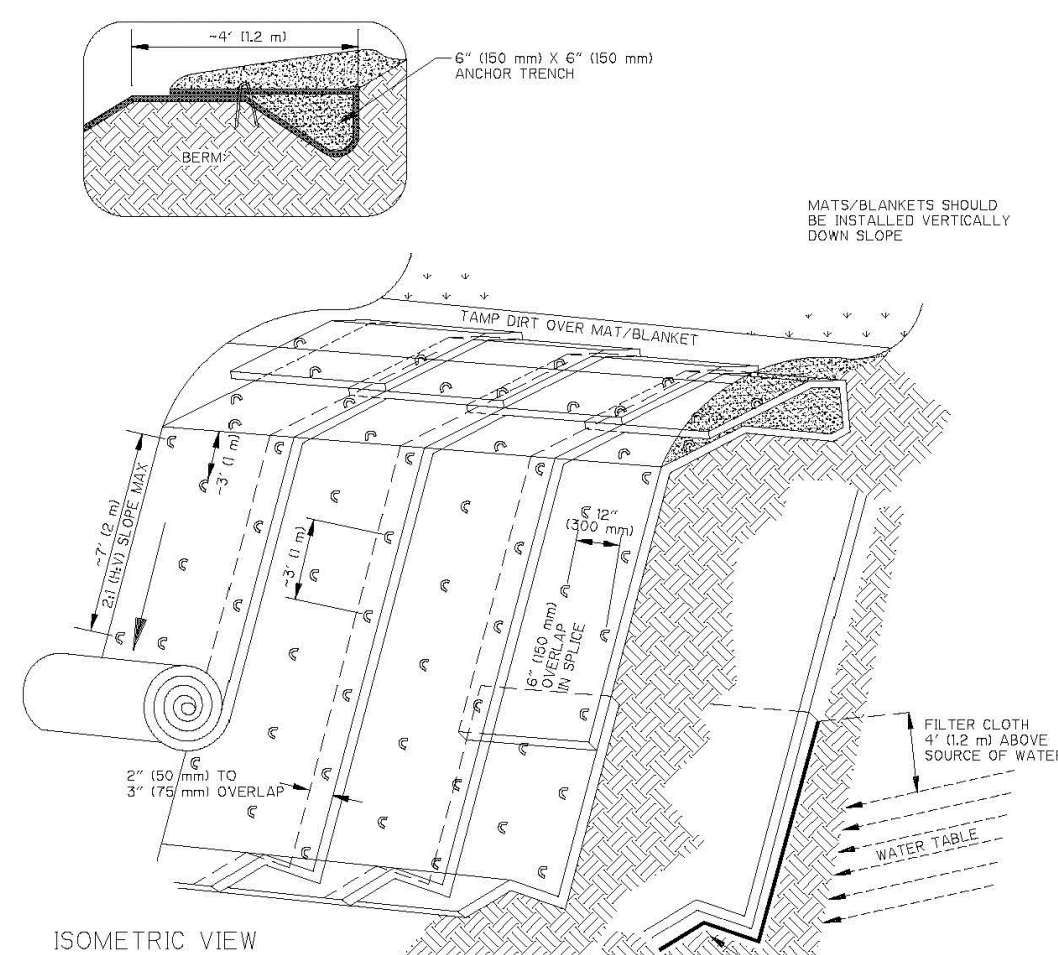 ~4' (1.2 m)
6" (150 mm) X 6" (150 mm)
ANCHOR TRENCH
BERM
MATS/BLANKETS SHOULD
BE INSTALLED VERTICALLY
DOWN SLOPE
TAMP DIRT OVER MAT/BLANKET
~3' (1 m)
~7' (2 m)
2:1 (H:V) SLOPE MAX
~3' (1 m)
12"
(300 mm)
6" (150 mm)
OVERLAP
IN SPLICE
FILTER CLOTH
4' (1.2 m) ABOVE
SOURCE OF WATER
2" (50 mm) TO
3" (75 mm) OVERLAP
WATER TABLE
ISOMETRIC VIEW